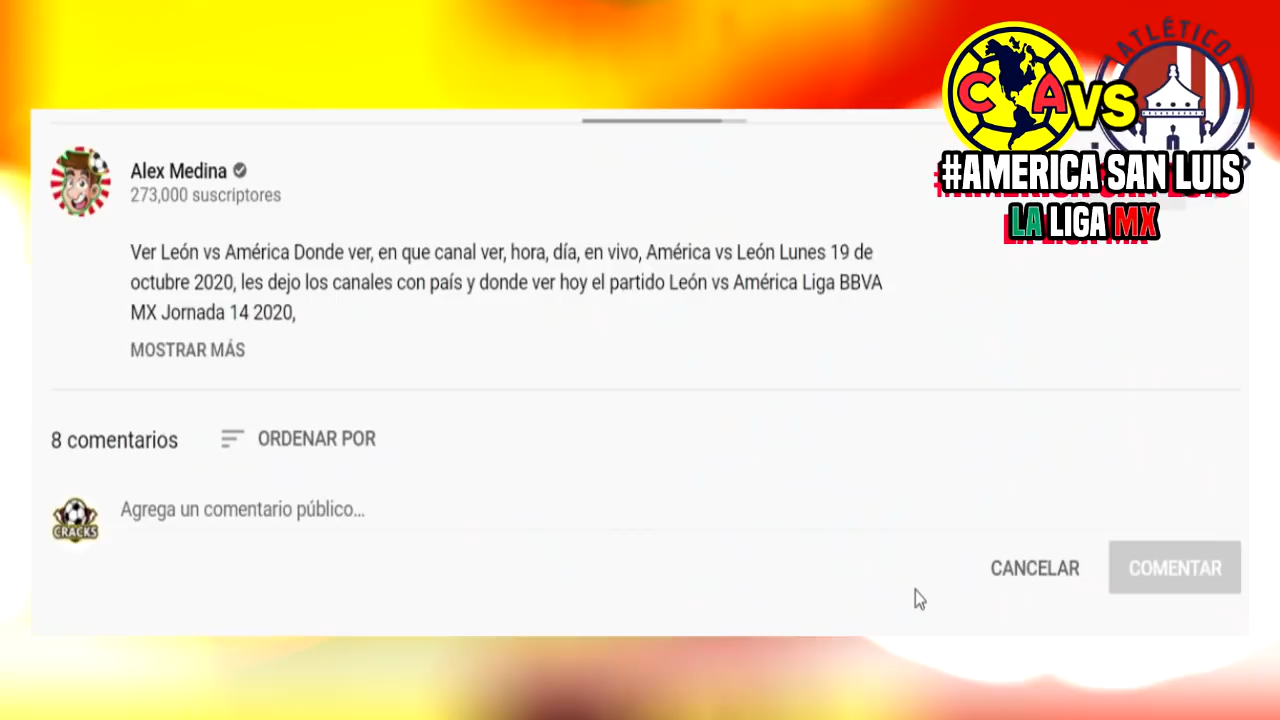 ATLÉTICO
CA VS
#AMERICA SAN LUIS
LA LIGA MX
Alex Medina
273,000 suscriptores
Ver León vs América Donde ver, en que canal ver, hora, día, en vivo, América vs León Lunes 19 de
octubre 2020, les dejo los canales con país y donde ver hoy el partido León vs América Liga BBVA
MX Jornada 14 2020,
MOSTRAR MÁS
8 comentarios ORDENAR POR
CRACKS
Agrega un comentario público...
CANCELAR COMENTAR